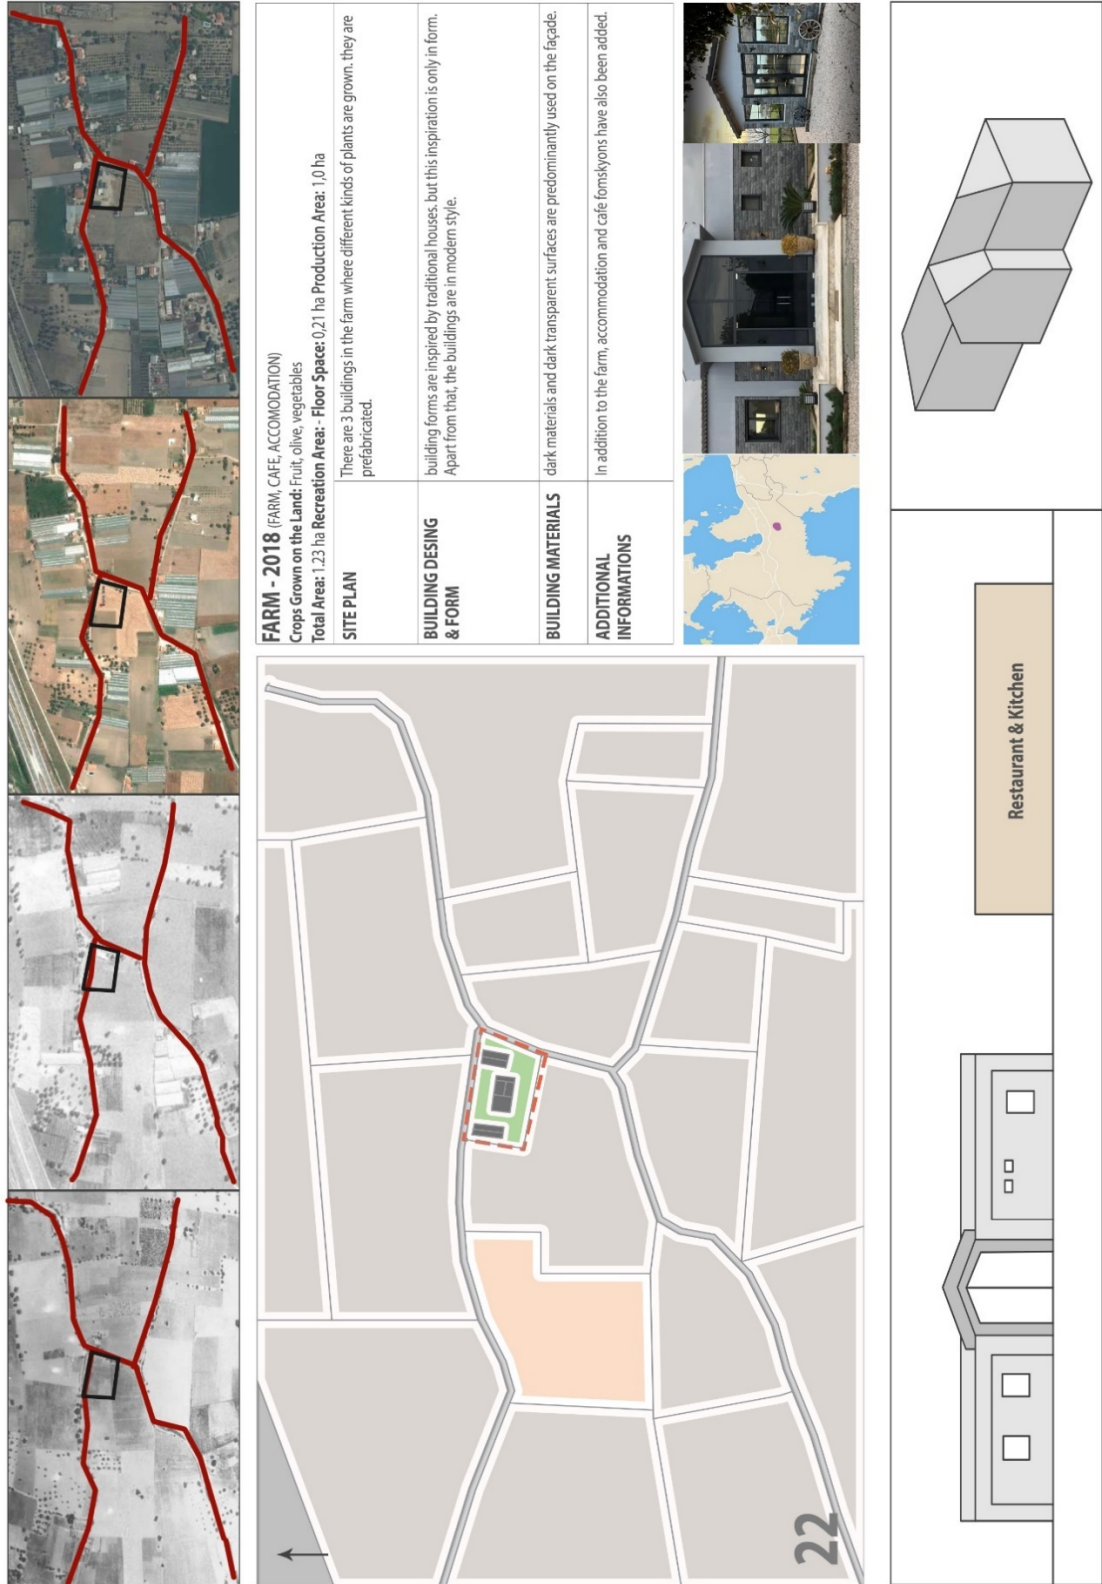 FARM - 2018 (FARM, CAFE, ACCOMODATION)
Crops Grown on the Land: Fruit, olive, vegetables
Total Area: 1.23 ha Recreation Area: - Floor Space: 0,21 ha Production Area: 1,0 ha
SITE PLAN
There are 3 buildings in the farm where different kinds of plants are grown. they are
prefabricated.
BUILDING DESING
& FORM
building forms are inspired by traditional houses. but this inspiration is only in form.
Apart from that, the buildings are in modern style.
BUILDING MATERIALS
dark materials and dark transparent surfaces are predominantly used on the façade.
ADDITIONAL
INFORMATIONS
In addition to the farm, accommodation and cafe fomskyons have also been added.
22
Restaurant & Kitchen